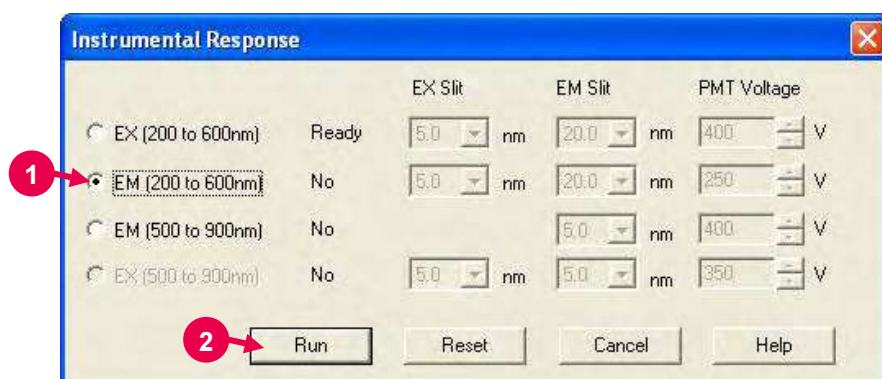 Instrumental Response
EX Slit EM Slit PMT Voltage
EX (200 to 600nm) Ready 5.0 nm 20.0 nm 400 V
1 EM (200 to 600nm) No 5.0 nm 20.0 nm 250 V
EM (500 to 900nm) No 5.0 nm 400 V
EX (500 to 900nm) No 5.0 nm 5.0 nm 350 V
2 Run Reset Cancel Help